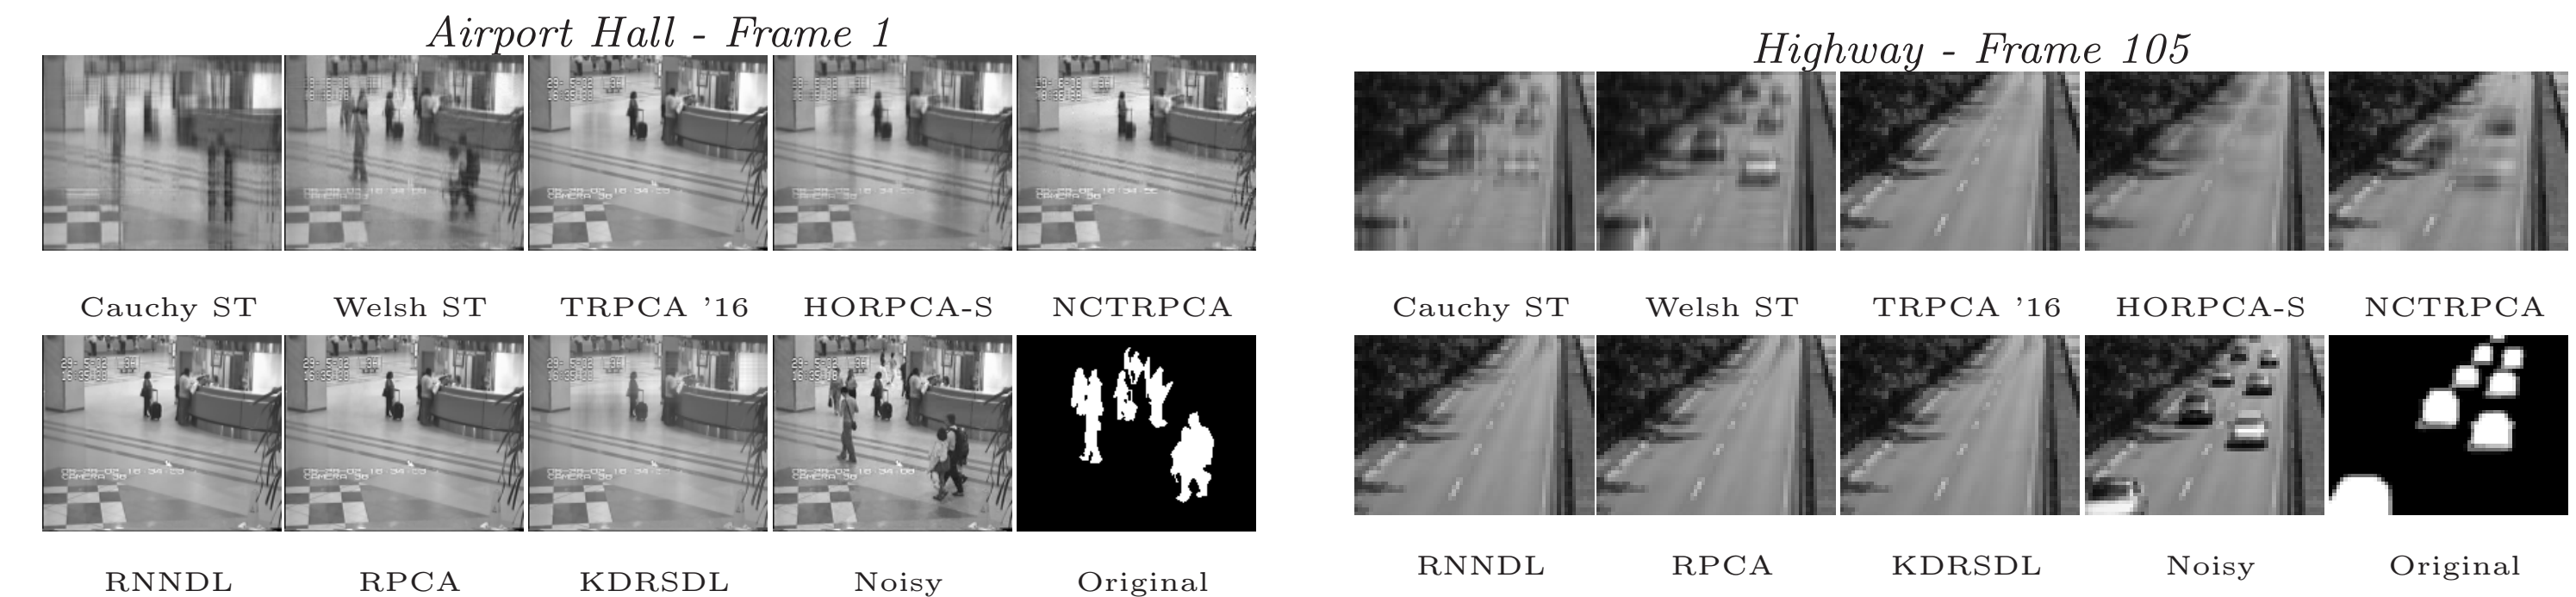 Airport Hall - Frame 1
Cauchy ST
Welsh ST
TRPCA '16
HORPCA-S
NCTRPCA
RNNDL
RPCA
KDRSDL
Noisy
Original
Highway - Frame 105
Cauchy ST
Welsh ST
TRPCA '16
HORPCA-S
NCTRPCA
RNNDL
RPCA
KDRSDL
Noisy
Original